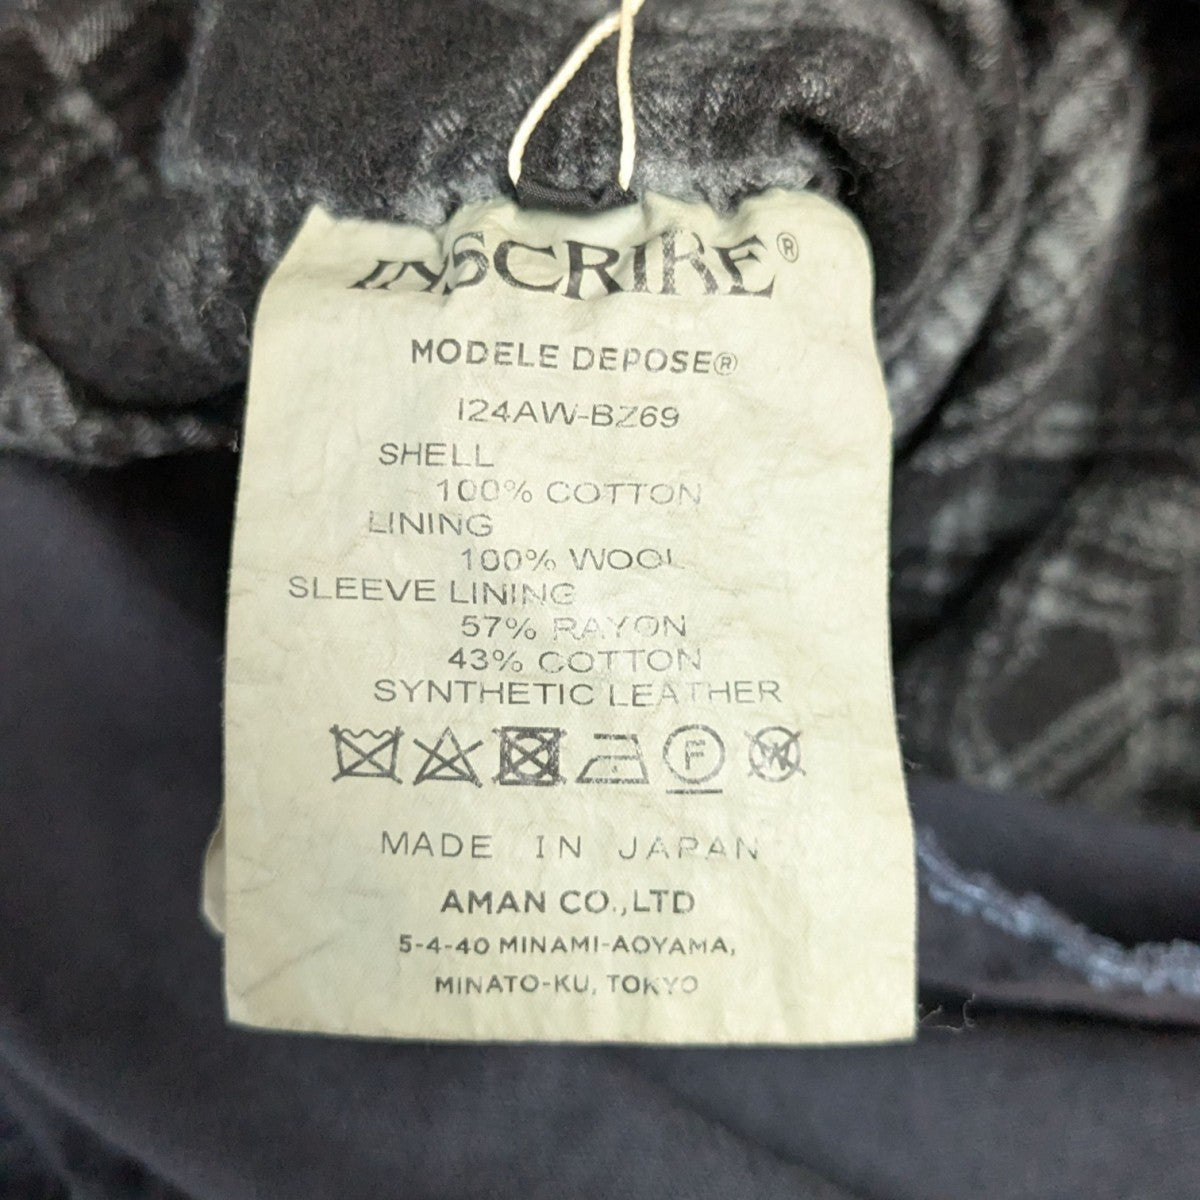 INSCRIRE®
MODELE DEPOSE®
I24AW-BZ69
SHELL
100% COTTON
LINING
100% WOOL
SLEEVE LINING
57% RAYON
43% COTTON
SYNTHETIC LEATHER
F W
MADE IN JAPAN
AMAN CO.,LTD
5-4-40 MINAMI-AOYAMA,
MINATO-KU, TOKYO